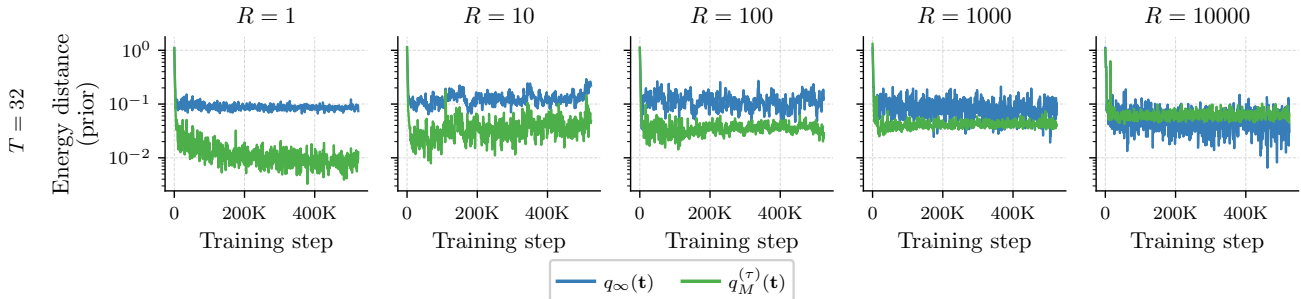 R = 1
R = 10
R = 100
R = 1000
R = 10000
T = 32
Energy distance
(prior)
10⁰
10⁻¹
10⁻²
0 200K 400K
0 200K 400K
0 200K 400K
0 200K 400K
0 200K 400K
Training step
Training step
Training step
Training step
Training step
q∞(t)
q_M^(τ)(t)